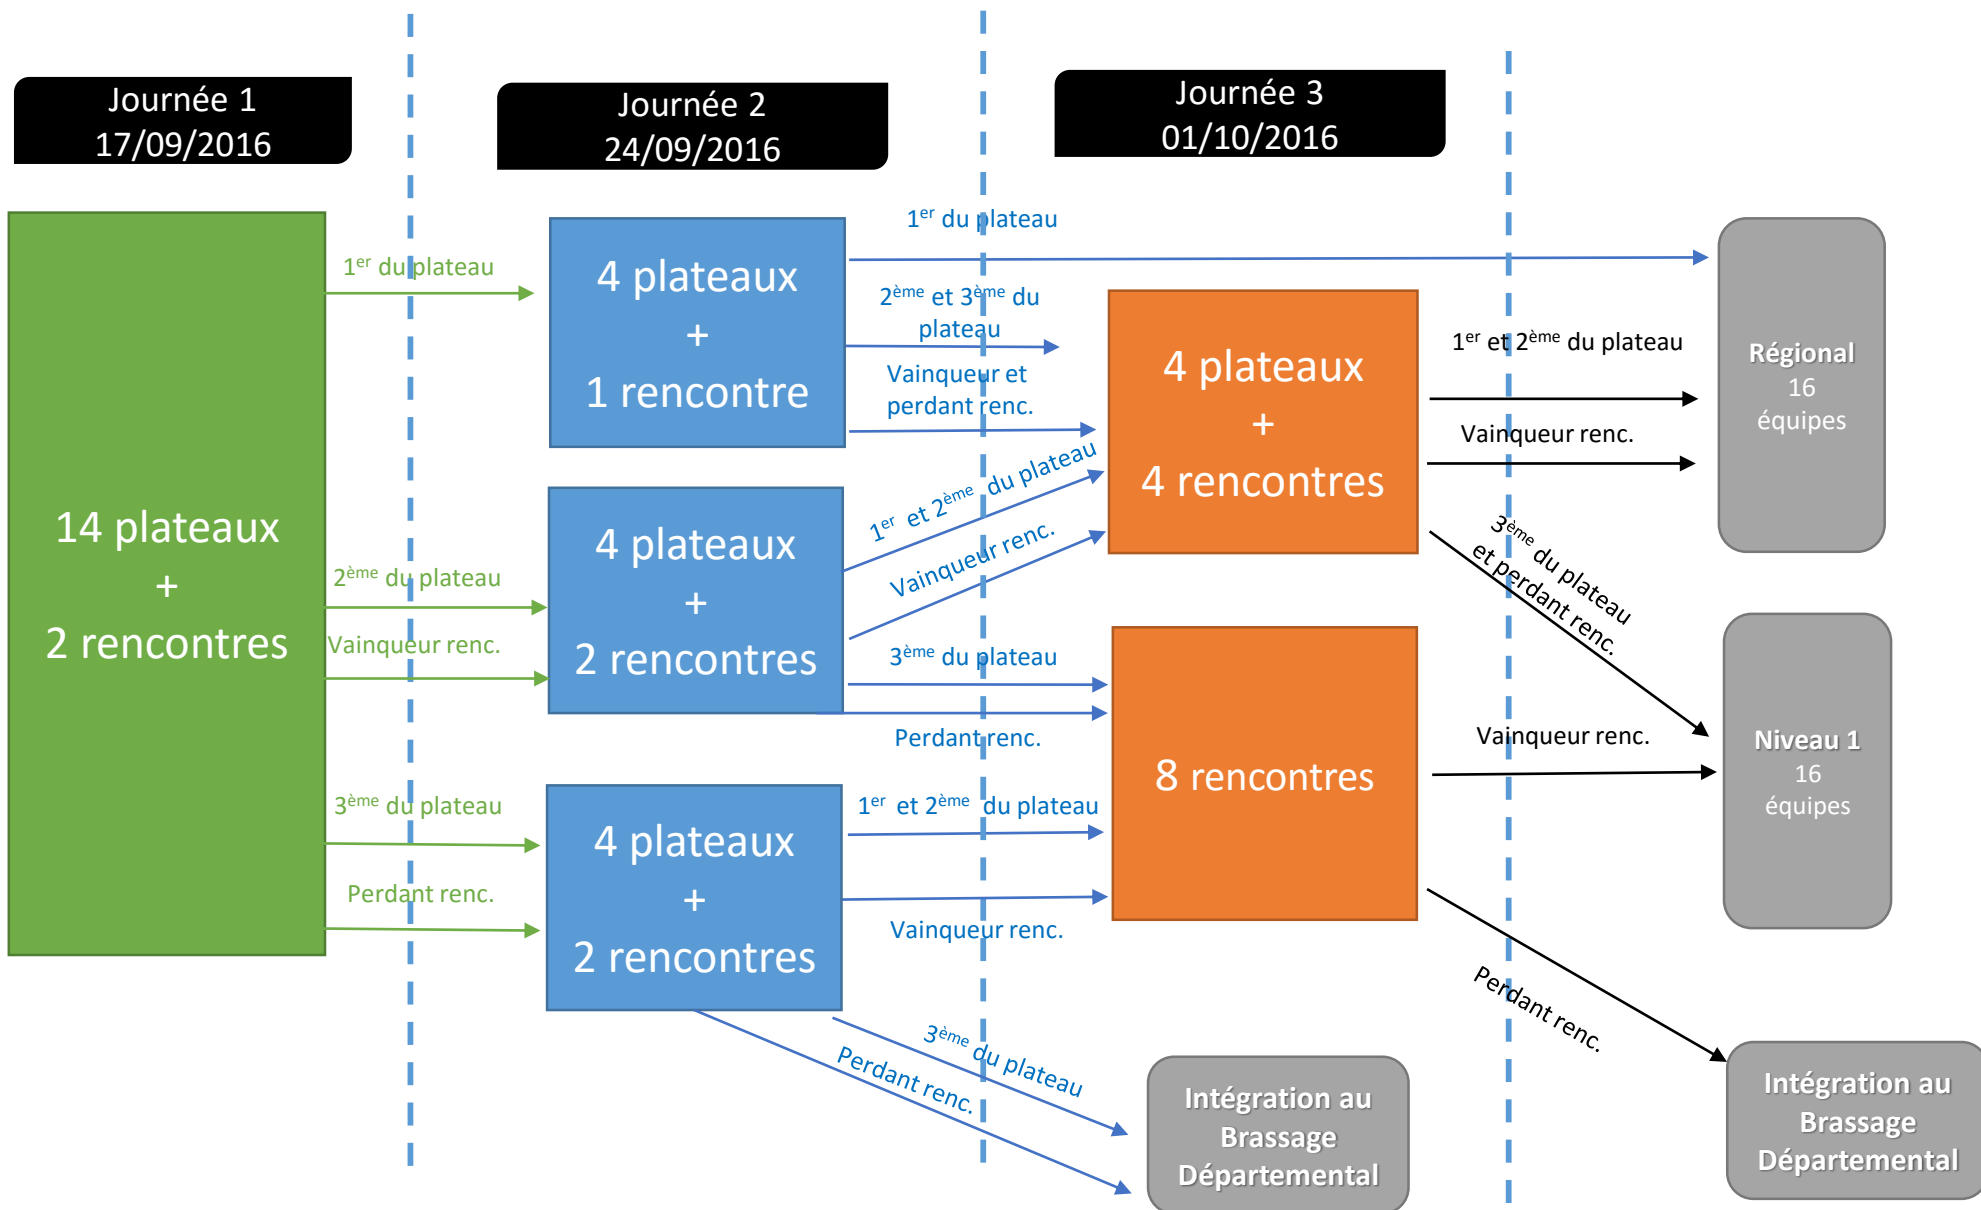 Journée 1
17/09/2016
Journée 2
24/09/2016
Journée 3
01/10/2016
14 plateaux
+
2 rencontres
1er du plateau
2ème du plateau
Vainqueur renc.
3ème du plateau
Perdant renc.
4 plateaux
+
1 rencontre
4 plateaux
+
2 rencontres
4 plateaux
+
2 rencontres
1er du plateau
2ème et 3ème du
plateau
Vainqueur et
perdant renc.
1er et 2ème du plateau
Vainqueur renc.
3ème du plateau
Perdant renc.
1er et 2ème du plateau
Vainqueur renc.
3ème du plateau
Perdant renc.
4 plateaux
+
4 rencontres
8 rencontres
Intégration au
Brassage
Départemental
1er et 2ème du plateau
Vainqueur renc.
3ème du plateau
et perdant renc.
Vainqueur renc.
Perdant renc.
Régional
16
équipes
Niveau 1
16
équipes
Intégration au
Brassage
Départemental